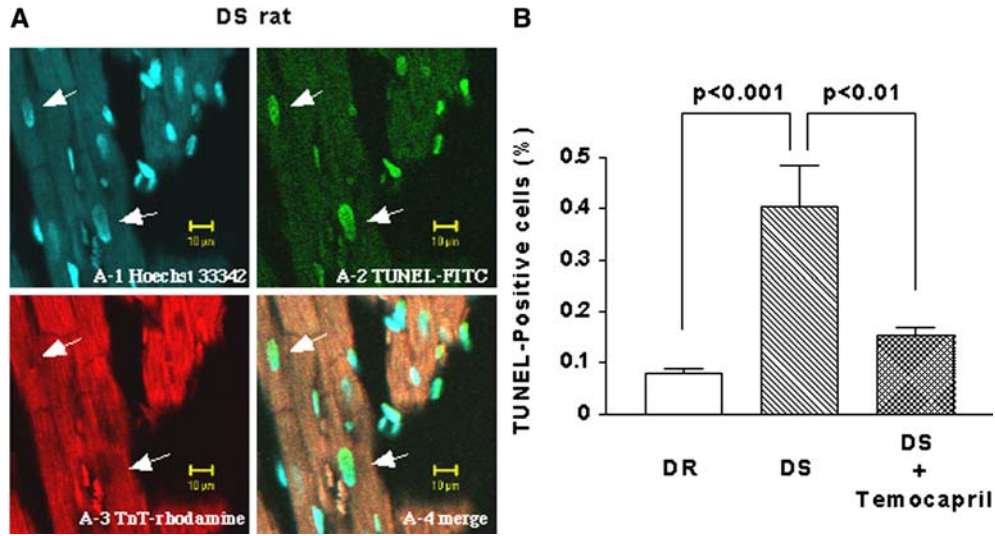 A
DS rat
10 µm
A-1 Hoechst 33342
10 µm
A-2 TUNEL-FITC
10 µm
A-3 TnT-rhodamine
10 µm
A-4 merge
B
p<0.001
p<0.01
TUNEL-Positive cells (%)
0.5
0.4
0.3
0.2
0.1
0
DR
DS
DS
+
Temocapril